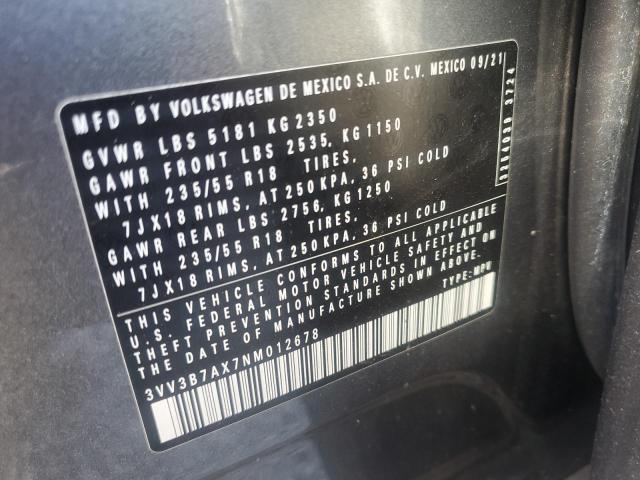 MFD BY VOLKSWAGEN DE MEXICO S.A. DE C.V. MEXICO 09/21
GVWR LBS 5181 KG 2350
GAWR FRONT LBS 2535, KG 1150
WITH 235/55 R18 TIRES,
7JX18 RIMS, AT 250 KPA, 36 PSI COLD
GAWR REAR LBS 2756, KG 1250
WITH 235/55 R18 TIRES,
7JX18 RIMS, AT 250 KPA, 36 PSI COLD
THIS VEHICLE CONFORMS TO ALL APPLICABLE
U.S. FEDERAL MOTOR VEHICLE SAFETY AND
THEFT PREVENTION STANDARDS IN EFFECT ON
THE DATE OF MANUFACTURE SHOWN ABOVE.
TYPE: MPV
3VV3B7AX7NM012678
3724